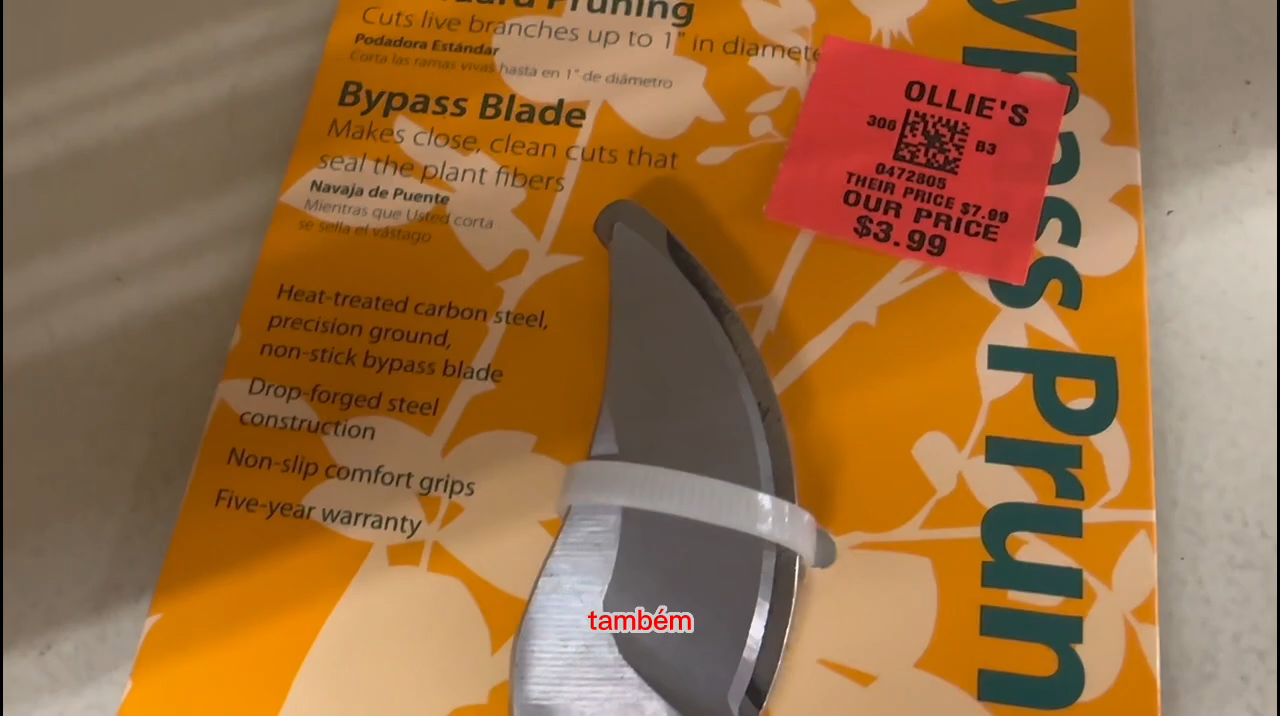 Pruning
Cuts live branches up to 1" in diamete
Podadora Estándar
Corta las ramas vivas hasta en 1" de diámetro
Bypass Blade
Makes close, clean cuts that
seal the plant fibers
Navaja de Puente
Mientras que Usted corta
se sella el vástago
Heat-treated carbon steel,
precision ground,
non-stick bypass blade
Drop-forged steel
construction
Non-slip comfort grips
Five-year warranty
OLLIE'S
306
B3
0472805
THEIR PRICE $7.99
OUR PRICE
$3.99
ypass Prun
também